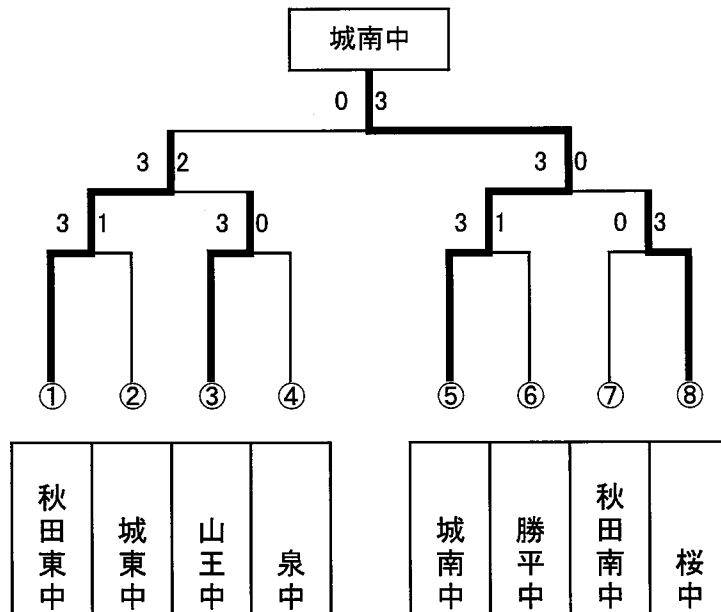 城南中
0 3
3 2 3 0
3 1 3 0 3 1 0 3
① ② ③ ④ ⑤ ⑥ ⑦ ⑧
秋田東中
城東中
山王中
泉中
城南中
勝平中
秋田南中
桜中